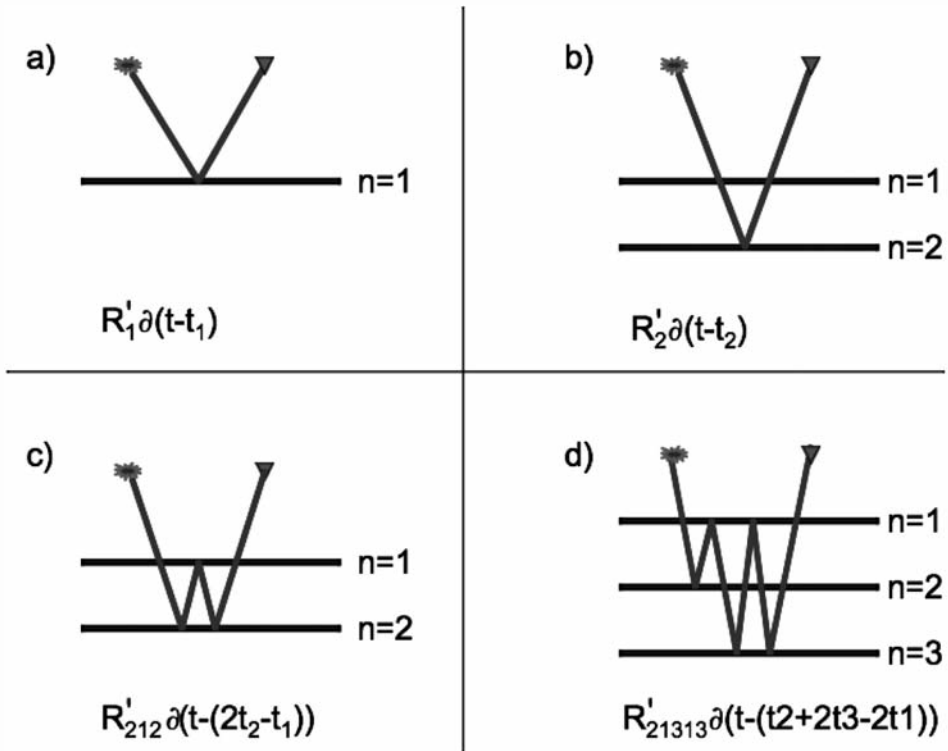 a)
n=1
R'₁∂(t-t₁)
b)
n=1
n=2
R'₂∂(t-t₂)
c)
n=1
n=2
R'₂₁₂∂(t-(2t₂-t₁))
d)
n=1
n=2
n=3
R'₂₁₃₁₃∂(t-(t2+2t3-2t1))